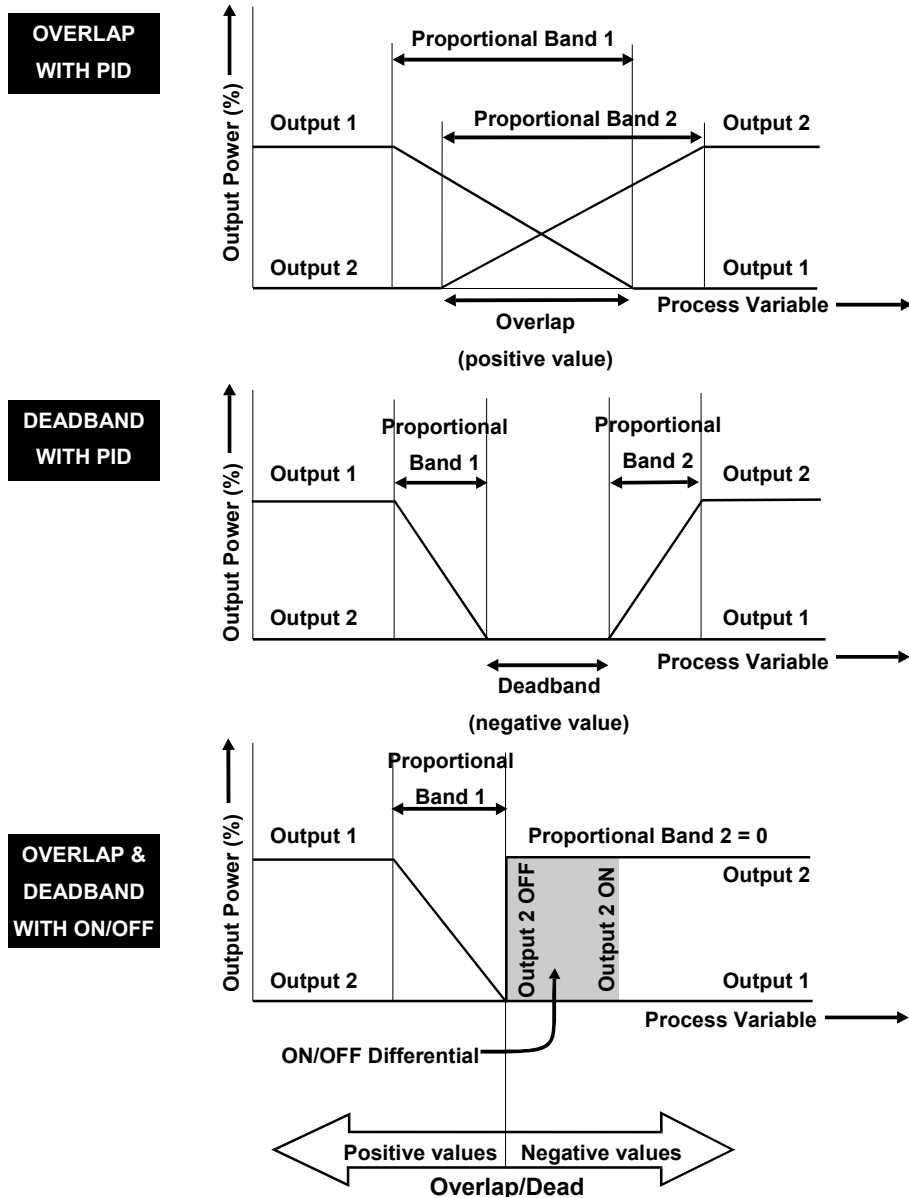 OVERLAP
WITH PID
Output Power (%)
Proportional Band 1
Output 1
Proportional Band 2
Output 2
Output 2
Output 1
Process Variable
Overlap
(positive value)
DEADBAND
WITH PID
Output Power (%)
Proportional
Band 1
Proportional
Band 2
Output 1
Output 2
Output 2
Output 1
Process Variable
Deadband
(negative value)
OVERLAP &
DEADBAND
WITH ON/OFF
Output Power (%)
Proportional
Band 1
Output 1
Proportional Band 2 = 0
Output 2
Output 2 OFF
Output 2 ON
Output 2
Output 1
Process Variable
ON/OFF Differential
Positive values
Negative values
Overlap/Dead